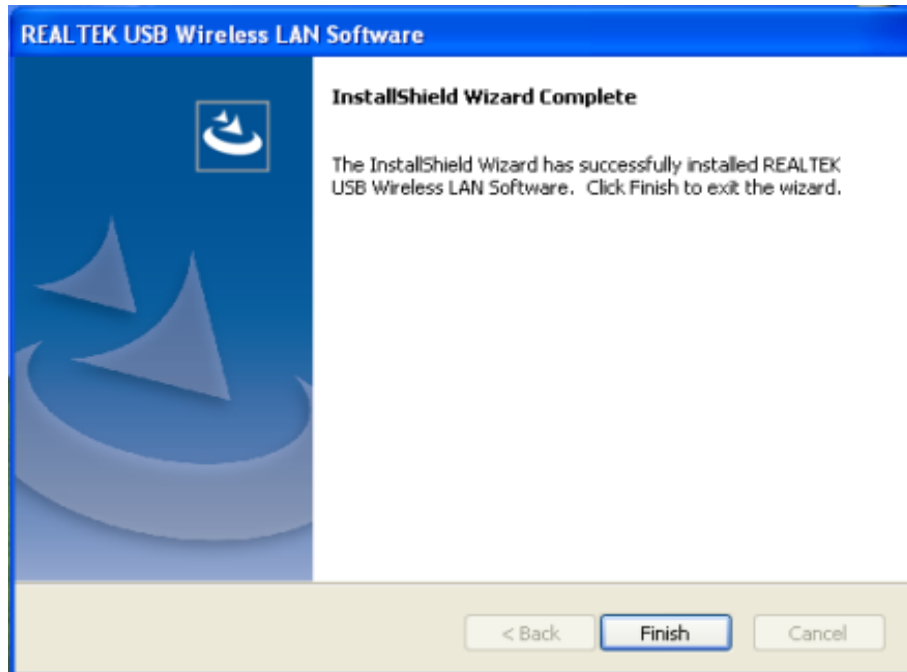 REALTEK USB Wireless LAN Software
InstallShield Wizard Complete
The InstallShield Wizard has successfully installed REALTEK
USB Wireless LAN Software. Click Finish to exit the wizard.
< Back
Finish
Cancel